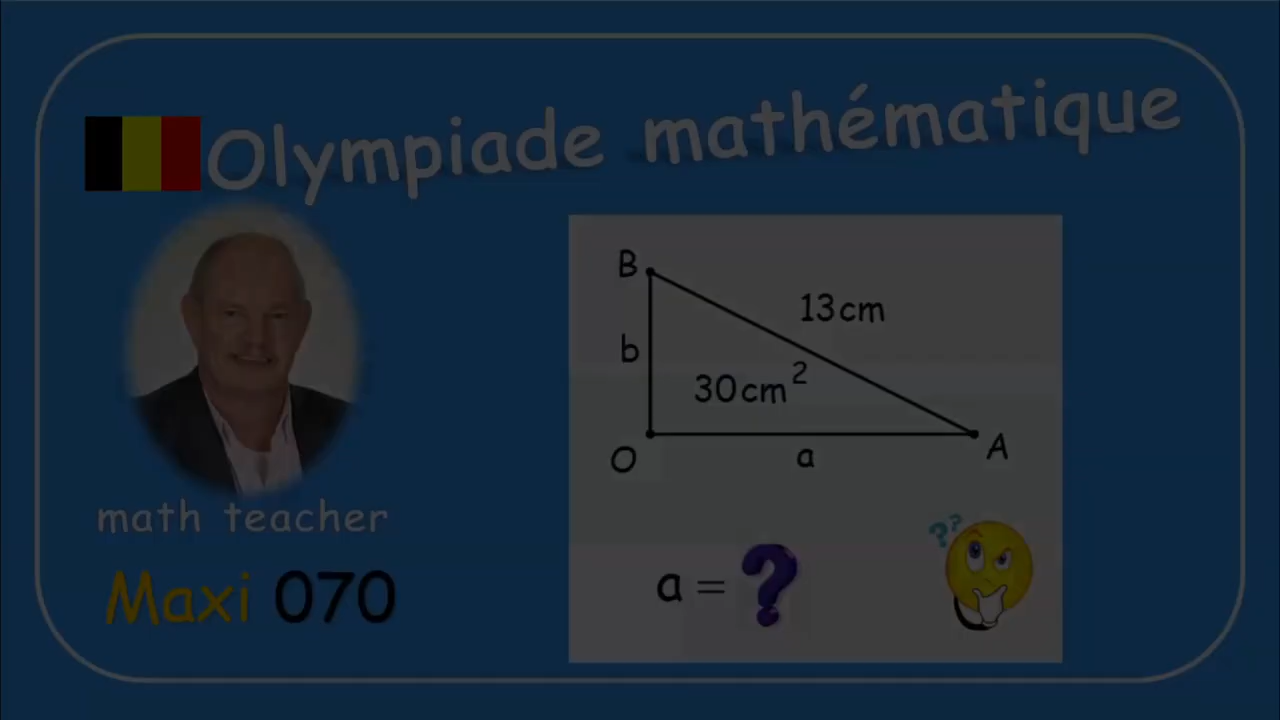 Olympiade mathématique
math teacher
Maxi 070
B
13cm
b
30cm²
O
a
A
a = ?
??